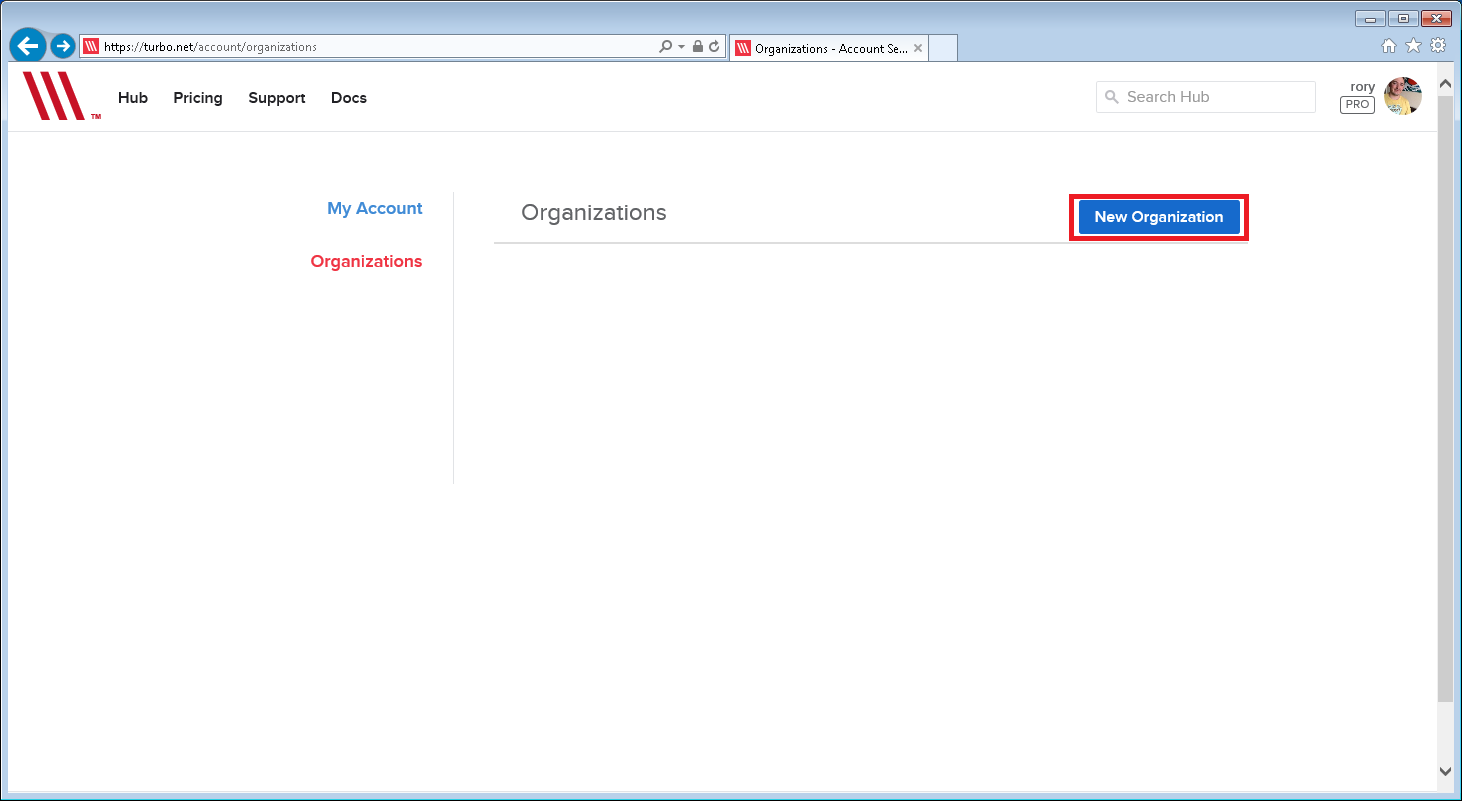 https://turbo.net/account/organizations
Organizations - Account Se...
TM
Hub Pricing Support Docs
Search Hub
rory
PRO
My Account
Organizations
Organizations
New Organization